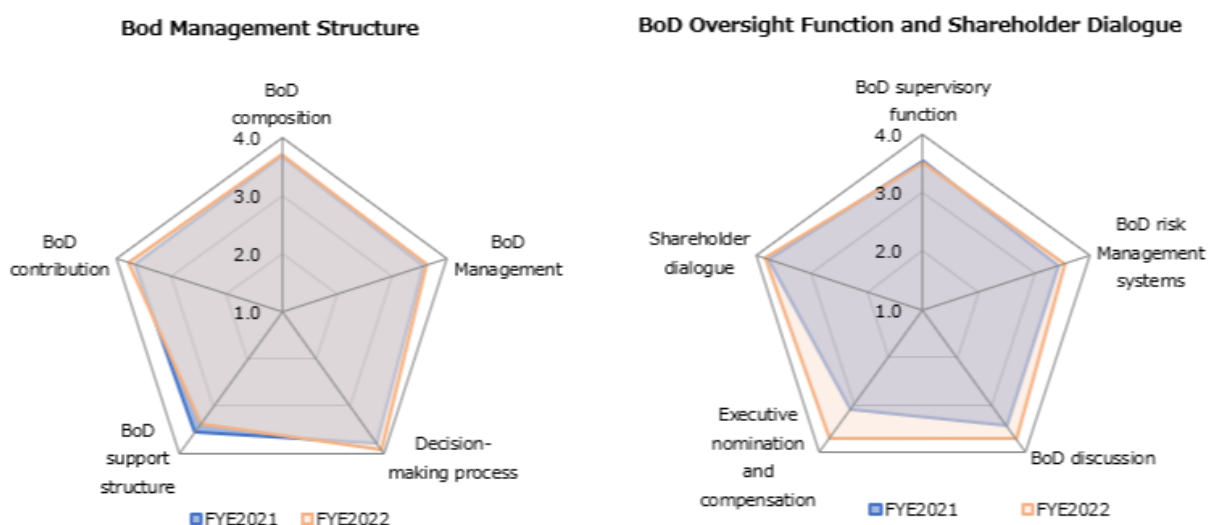 Bod Management Structure
BoD
composition
4.0
3.0
2.0
1.0
BoD
Management
Decision-
making process
BoD
support
structure
BoD
contribution
FYE2021 FYE2022
BoD Oversight Function and Shareholder Dialogue
BoD supervisory
function
4.0
3.0
2.0
1.0
BoD risk
Management
systems
BoD discussion
Executive
nomination
and
compensation
Shareholder
dialogue
FYE2021 FYE2022